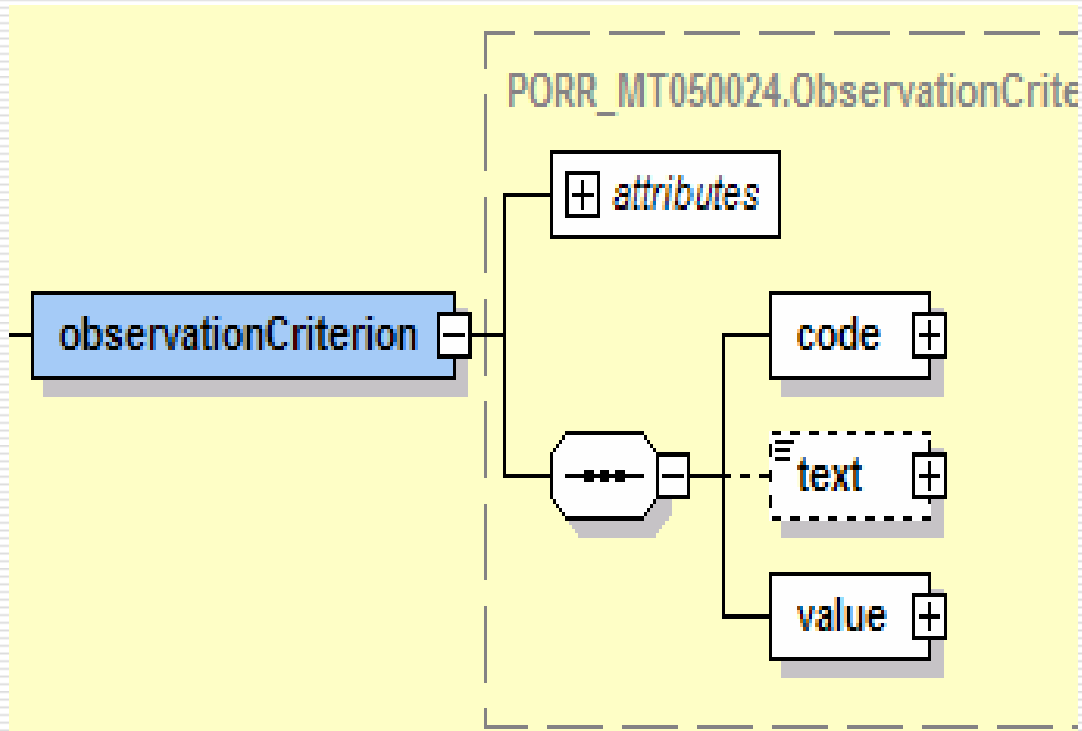 PORR_MT050024.ObservationCrite
attributes
observationCriterion
code
text
value